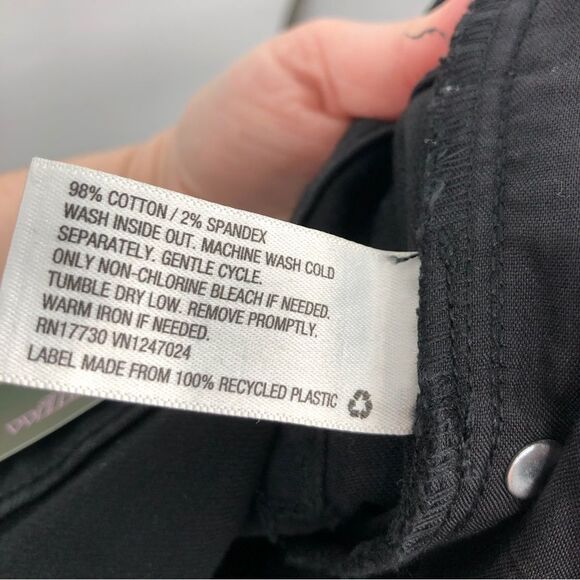 98% COTTON / 2% SPANDEX
WASH INSIDE OUT. MACHINE WASH COLD
SEPARATELY. GENTLE CYCLE.
ONLY NON-CHLORINE BLEACH IF NEEDED.
TUMBLE DRY LOW. REMOVE PROMPTLY.
WARM IRON IF NEEDED.
RN17730 VN1247024
LABEL MADE FROM 100% RECYCLED PLASTIC